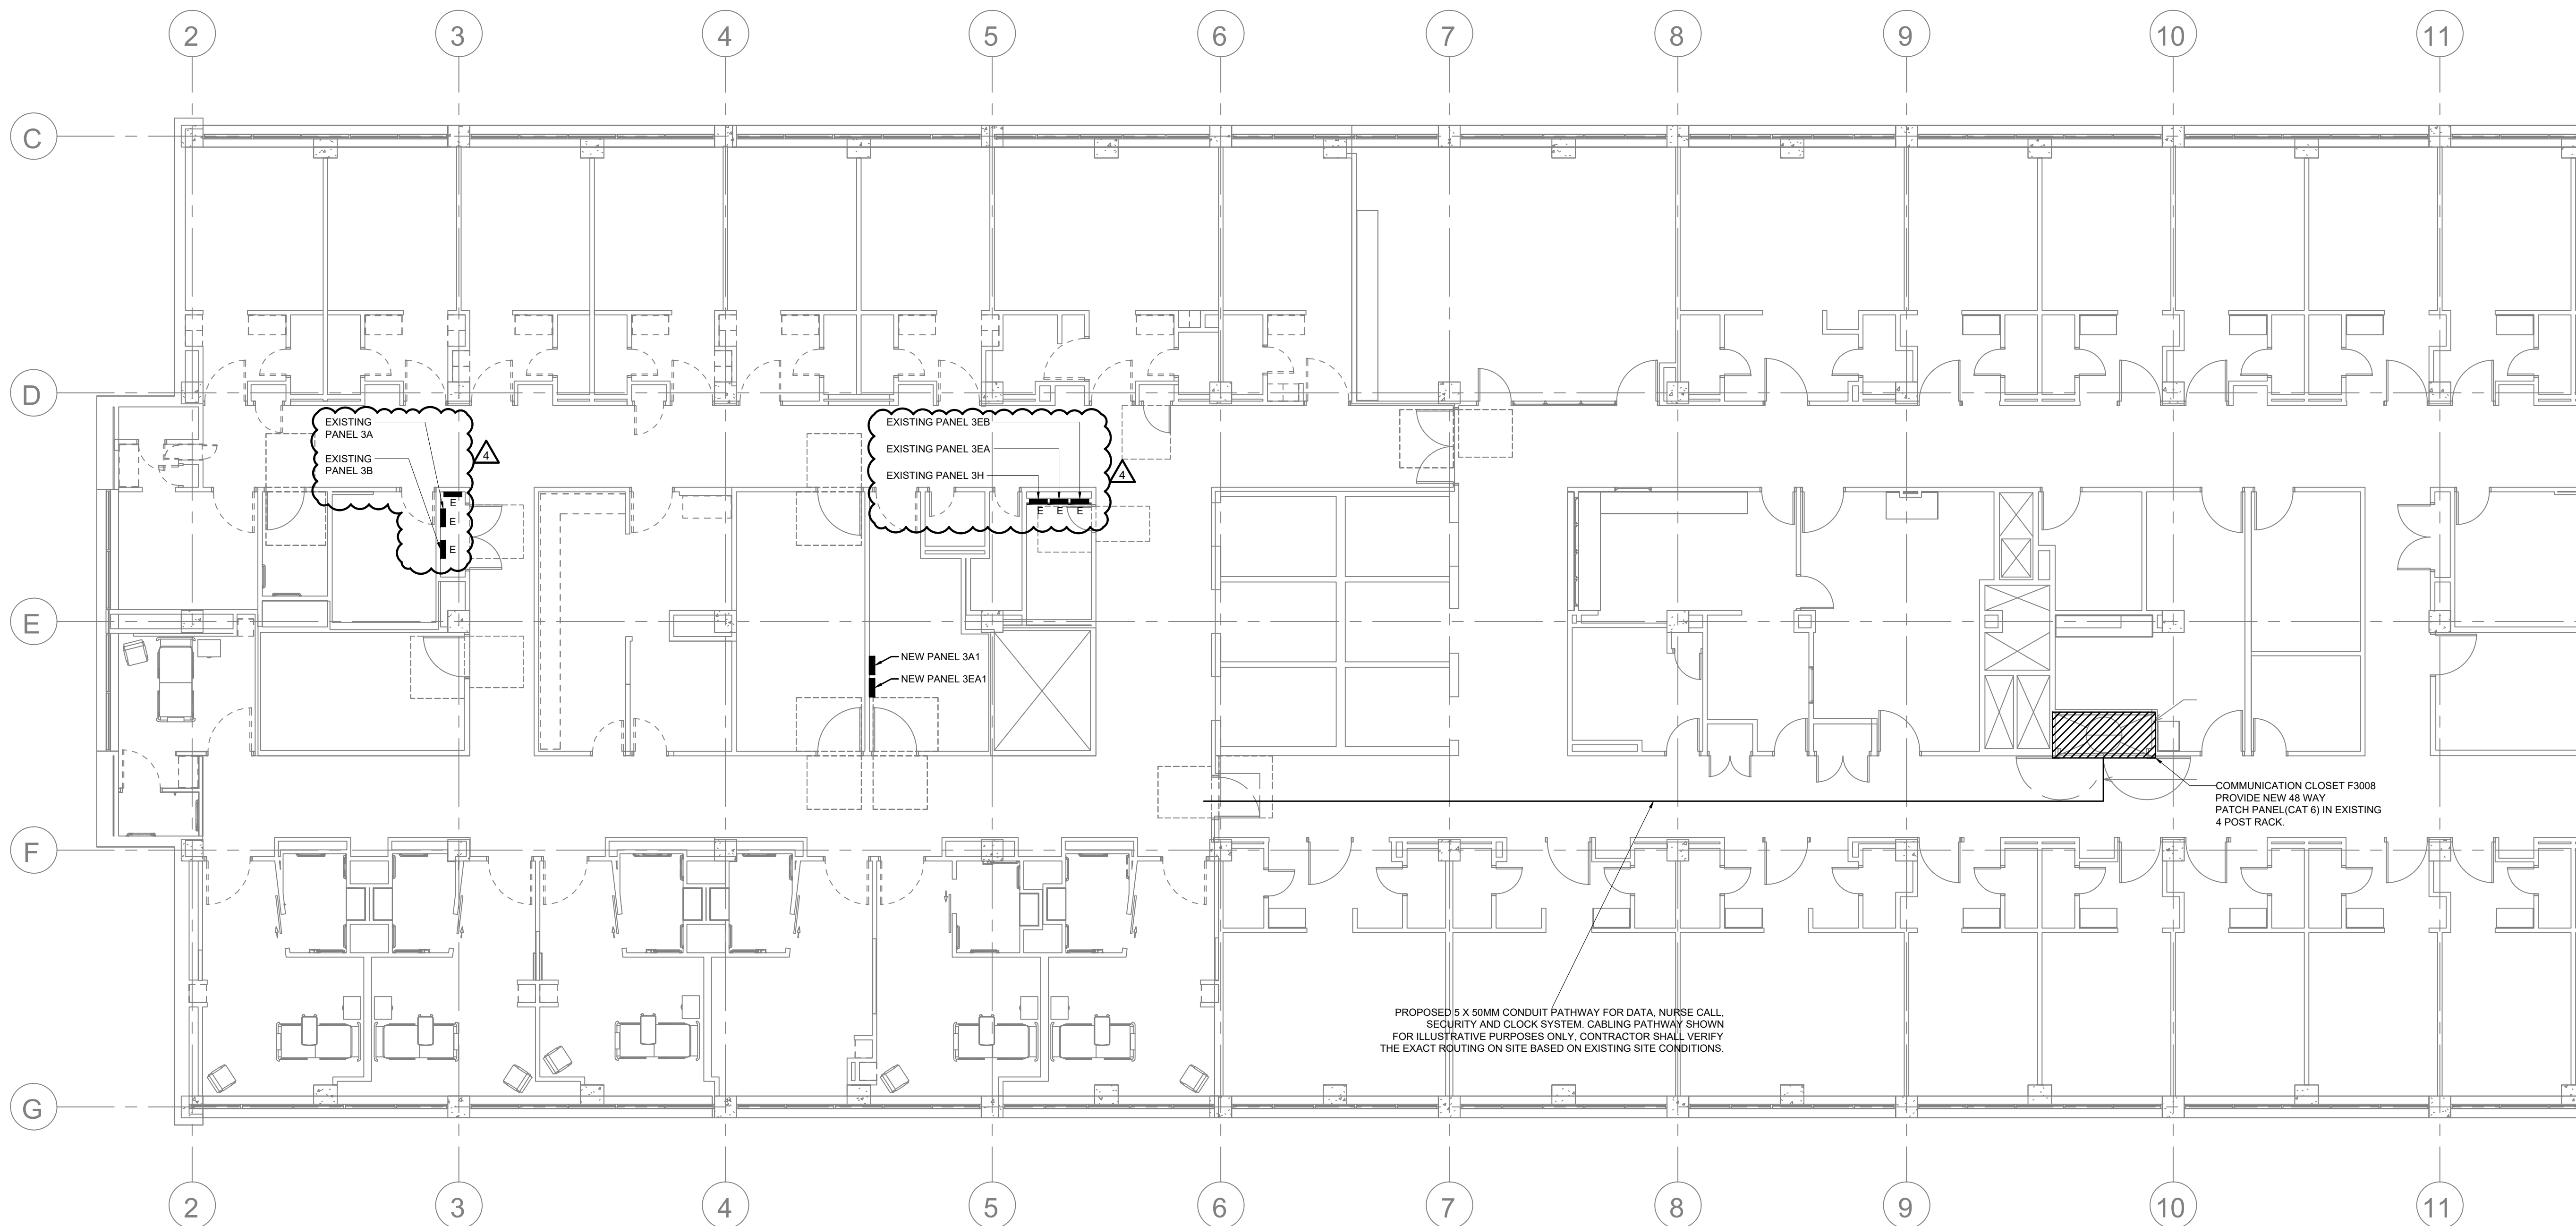 2
3
4
5
6
7
8
9
10
11
C
D
EXISTING
PANEL 3A
EXISTING
PANEL 3B
4
E
E
E
EXISTING PANEL 3EB
EXISTING PANEL 3EA
EXISTING PANEL 3H
4
E
E
E
E
NEW PANEL 3A1
NEW PANEL 3EA1
COMMUNICATION CLOSET F3008
PROVIDE NEW 48 WAY
PATCH PANEL(CAT 6) IN EXISTING
4 POST RACK.
F
PROPOSED 5 X 50MM CONDUIT PATHWAY FOR DATA, NURSE CALL,
SECURITY AND CLOCK SYSTEM. CABLING PATHWAY SHOWN
FOR ILLUSTRATIVE PURPOSES ONLY, CONTRACTOR SHALL VERIFY
THE EXACT ROUTING ON SITE BASED ON EXISTING SITE CONDITIONS.
G
2
3
4
5
6
7
8
9
10
11